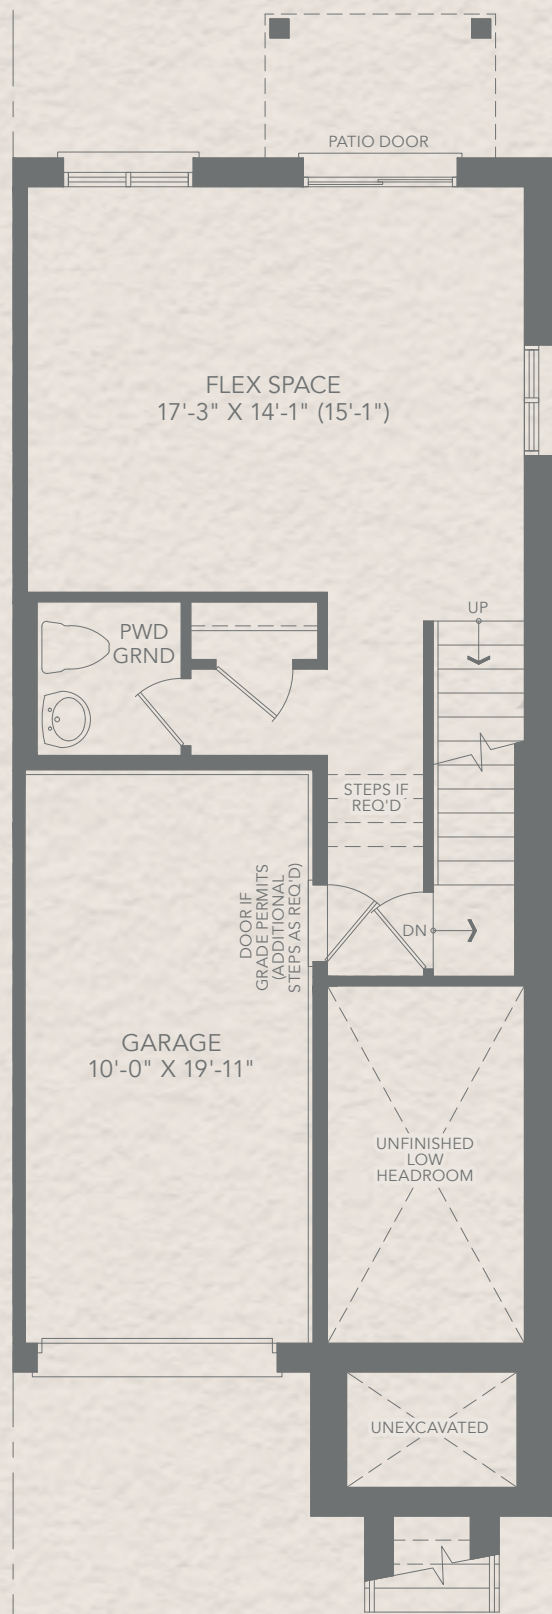 PATIO DOOR
FLEX SPACE
17'-3" X 14'-1" (15'-1")
UP
PWD
GRND
STEPS IF
REQ'D
DOOR IF
GRADE PERMITS
(ADDITIONAL
STEPS AS REQ'D)
DN
GARAGE
10'-0" X 19'-11"
UNFINISHED
LOW
HEADROOM
UNEXCAVATED